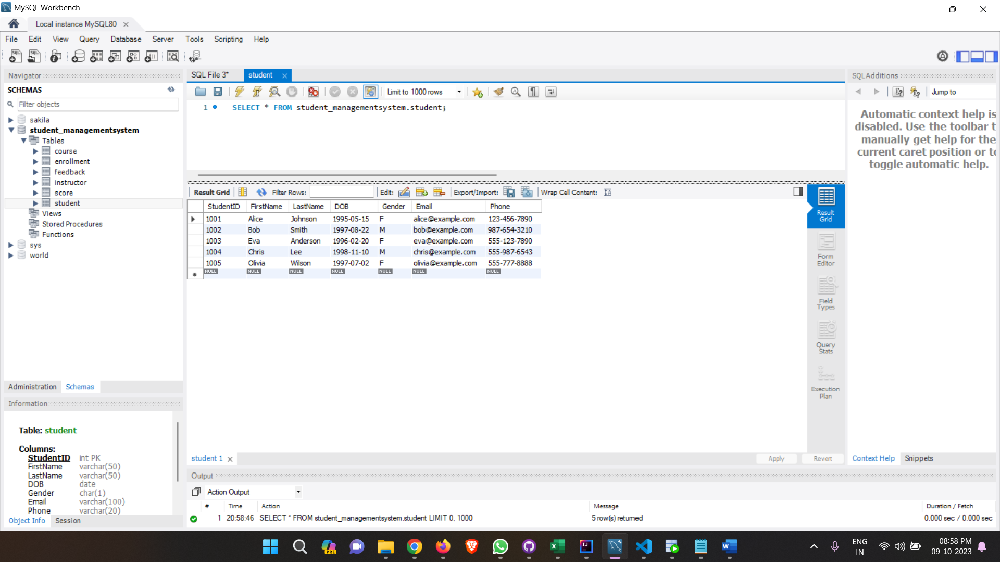 MySQL Workbench
Local instance MySQL80
File Edit View Query Database Server Tools Scripting Help
Navigator
SCHEMAS
Filter objects
sakila
student_managementsystem
Tables
course
enrollment
feedback
instructor
score
student
Views
Stored Procedures
Functions
sys
world
Administration Schemas
Information
Table: student
Columns:
StudentID int PK
FirstName varchar(50)
LastName varchar(50)
DOB date
Gender char(1)
Email varchar(100)
Phone varchar(20)
Object Info Session
SQL File 3* student
Limit to 1000 rows
1 SELECT * FROM student_managementsystem.student;
Result Grid Filter Rows: Edit: Export/Import: Wrap Cell Content:
StudentID FirstName LastName DOB Gender Email Phone
1001 Alice Johnson 1995-05-15 F alice@example.com 123-456-7890
1002 Bob Smith 1997-08-22 M bob@example.com 987-654-3210
1003 Eva Anderson 1996-02-20 F eva@example.com 555-123-7890
1004 Chris Lee 1998-11-10 M chris@example.com 555-987-6543
1005 Olivia Wilson 1997-07-02 F olivia@example.com 555-777-8888
NULL NULL NULL NULL NULL NULL NULL
Result
Grid
Form
Editor
Field
Types
Query
Stats
Execution
Plan
student 1 Apply Revert
SQLAdditions
Jump to
Automatic context help is
disabled. Use the toolbar t
manually get help for the
current caret position or to
toggle automatic help.
Context Help Snippets
Output
Action Output
# Time Action Message Duration / Fetch
1 20:58:46 SELECT * FROM student_managementsystem.student LIMIT 0, 1000 5 row(s) returned 0.000 sec / 0.000 sec
ENG
IN
08:58 PM
09-10-2023